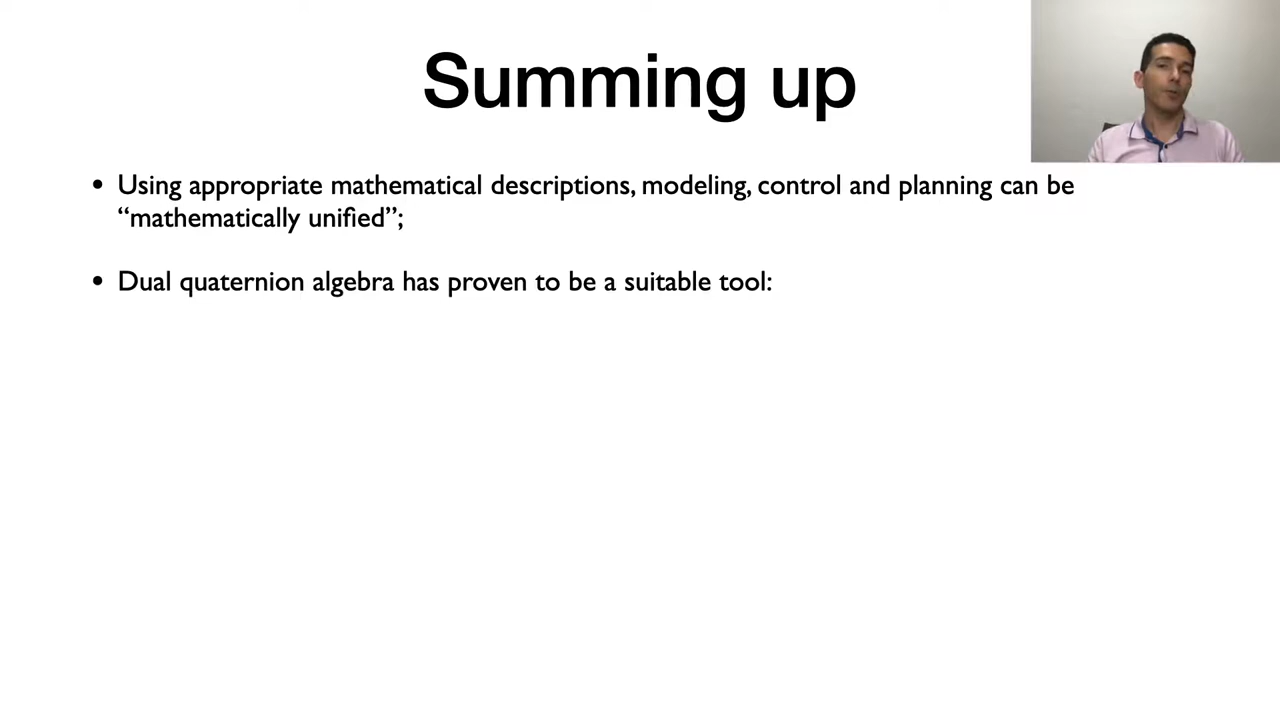 Summing up
• Using appropriate mathematical descriptions, modeling, control and planning can be
“mathematically unified”;
• Dual quaternion algebra has proven to be a suitable tool: